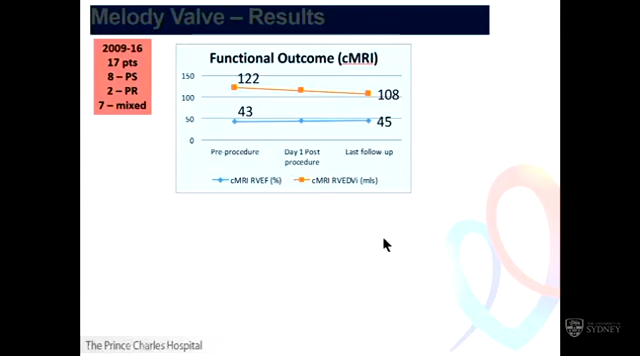 Melody Valve – Results
2009-16
17 pts
8 – PS
2 – PR
7 – mixed
Functional Outcome (cMRI)
150
100
50
0
122
108
43
45
Pre-procedure
Day 1 Post procedure
Last follow up
cMRI RVEF (%)
cMRI RVEDVi (mls)
The Prince Charles Hospital
THE UNIVERSITY OF
SYDNEY